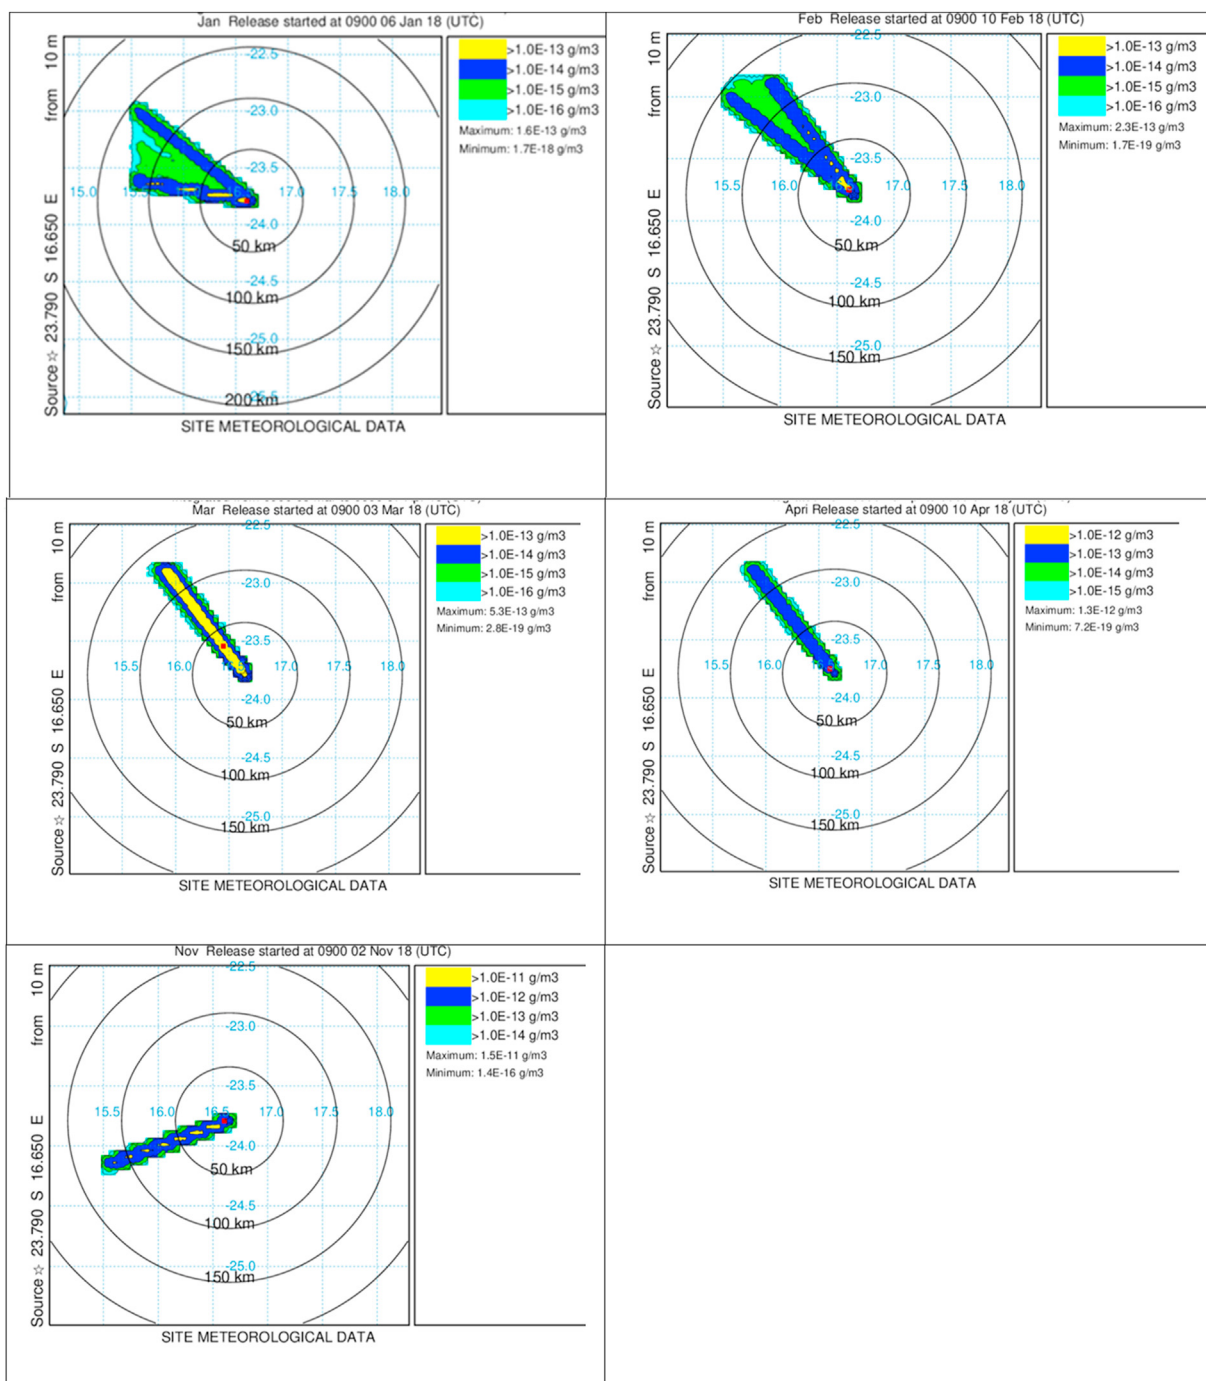 Jan Release started at 0900 06 Jan 18 (UTC)
Source ☆ 23.790 S 16.650 E from 10 m
-22.5
-23.0
-23.5
15.0 15.5 16.0 16.5 17.0 17.5 18.0
-24.0
50 km
-24.5
100 km
-25.0
150 km
200 km
-25.5
SITE METEOROLOGICAL DATA
>1.0E-13 g/m3
>1.0E-14 g/m3
>1.0E-15 g/m3
>1.0E-16 g/m3
Maximum: 1.6E-13 g/m3
Minimum: 1.7E-18 g/m3
Feb Release started at 0900 10 Feb 18 (UTC)
Source ☆ 23.790 S 16.650 E from 10 m
-22.5
-23.0
-23.5
15.5 16.0 16.5 17.0 17.5 18.0
-24.0
50 km
-24.5
100 km
-25.0
150 km
SITE METEOROLOGICAL DATA
>1.0E-13 g/m3
>1.0E-14 g/m3
>1.0E-15 g/m3
>1.0E-16 g/m3
Maximum: 2.3E-13 g/m3
Minimum: 1.7E-19 g/m3
Mar Release started at 0900 03 Mar 18 (UTC)
Source ☆ 23.790 S 16.650 E from 10 m
-22.5
-23.0
-23.5
15.5 16.0 16.5 17.0 17.5 18.0
-24.0
50 km
-24.5
100 km
-25.0
150 km
SITE METEOROLOGICAL DATA
>1.0E-13 g/m3
>1.0E-14 g/m3
>1.0E-15 g/m3
>1.0E-16 g/m3
Maximum: 5.3E-13 g/m3
Minimum: 2.8E-19 g/m3
Apri Release started at 0900 10 Apr 18 (UTC)
Source ☆ 23.790 S 16.650 E from 10 m
-22.5
-23.0
-23.5
15.5 16.0 16.5 17.0 17.5 18.0
-24.0
50 km
-24.5
100 km
-25.0
150 km
SITE METEOROLOGICAL DATA
>1.0E-12 g/m3
>1.0E-13 g/m3
>1.0E-14 g/m3
>1.0E-15 g/m3
Maximum: 1.3E-12 g/m3
Minimum: 7.2E-19 g/m3
Nov Release started at 0900 02 Nov 18 (UTC)
Source ☆ 23.790 S 16.650 E from 10 m
-22.5
-23.0
-23.5
15.5 16.0 16.5 17.0 17.5 18.0
-24.0
50 km
-24.5
100 km
-25.0
150 km
SITE METEOROLOGICAL DATA
>1.0E-11 g/m3
>1.0E-12 g/m3
>1.0E-13 g/m3
>1.0E-14 g/m3
Maximum: 1.5E-11 g/m3
Minimum: 1.4E-16 g/m3